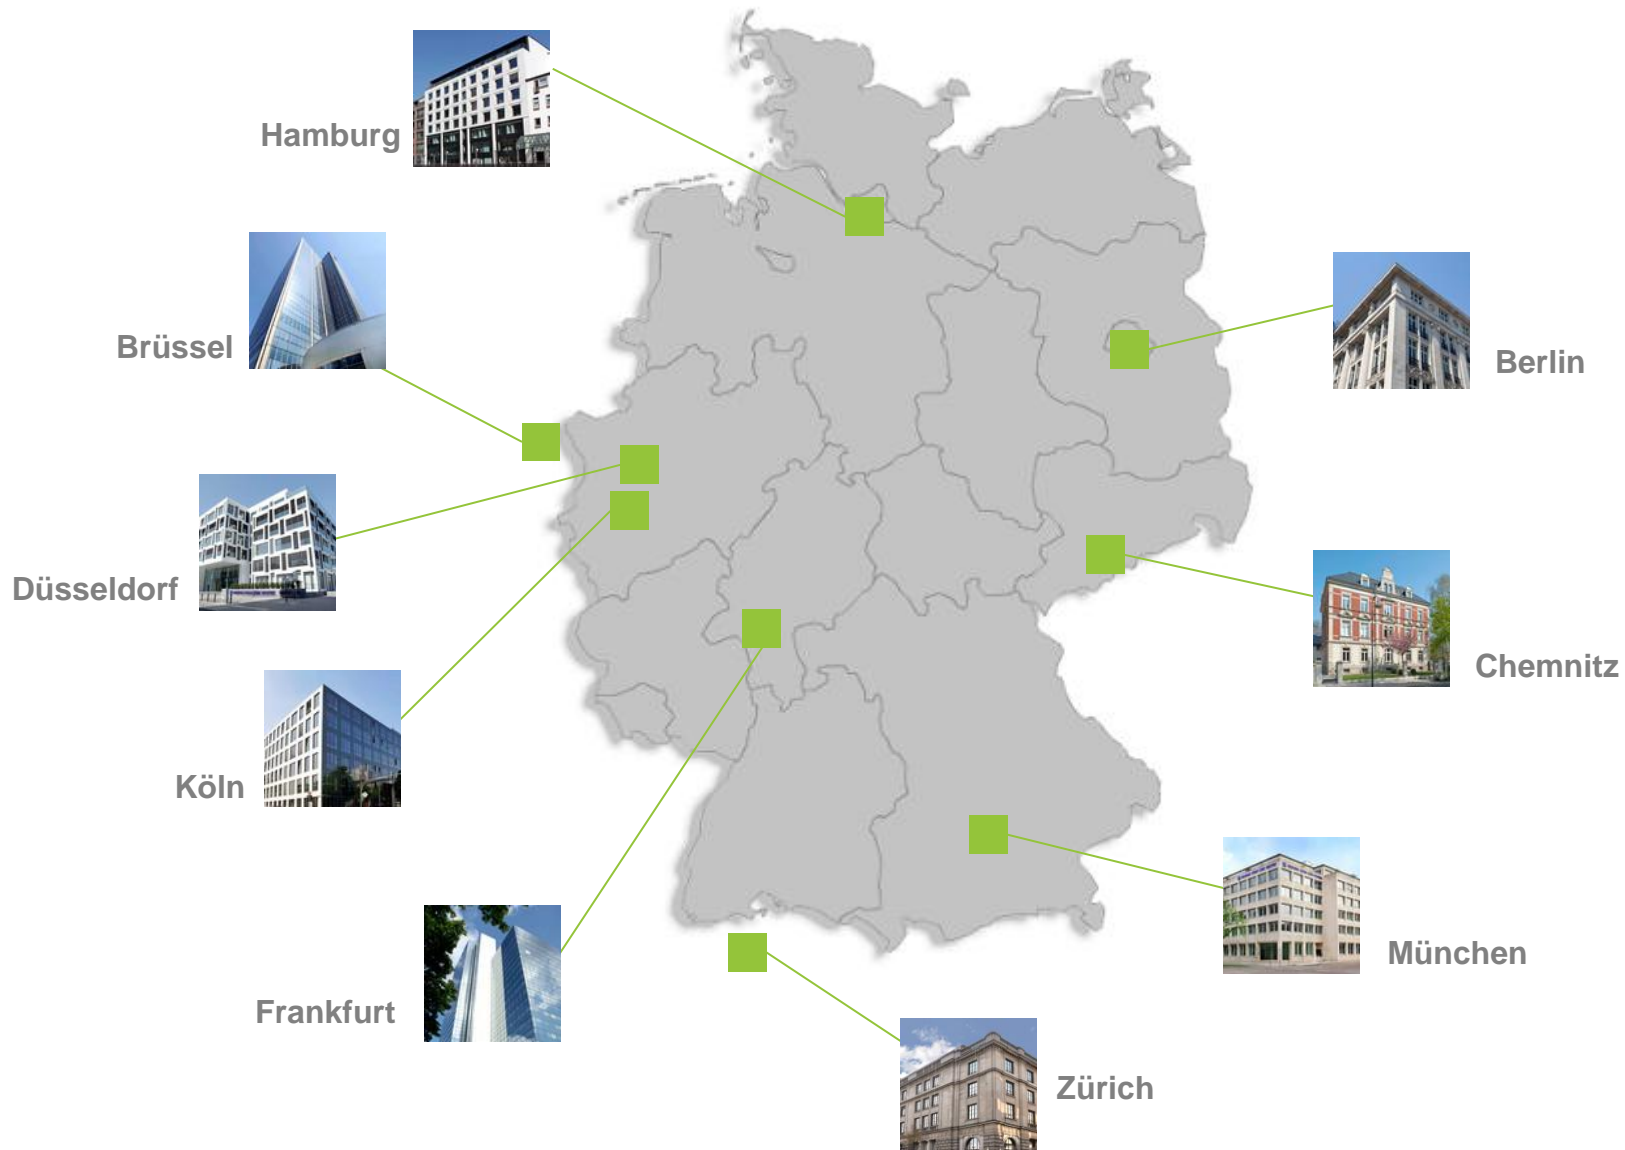 Hamburg
Brüssel
Berlin
Düsseldorf
Chemnitz
Köln
München
Frankfurt
Zürich